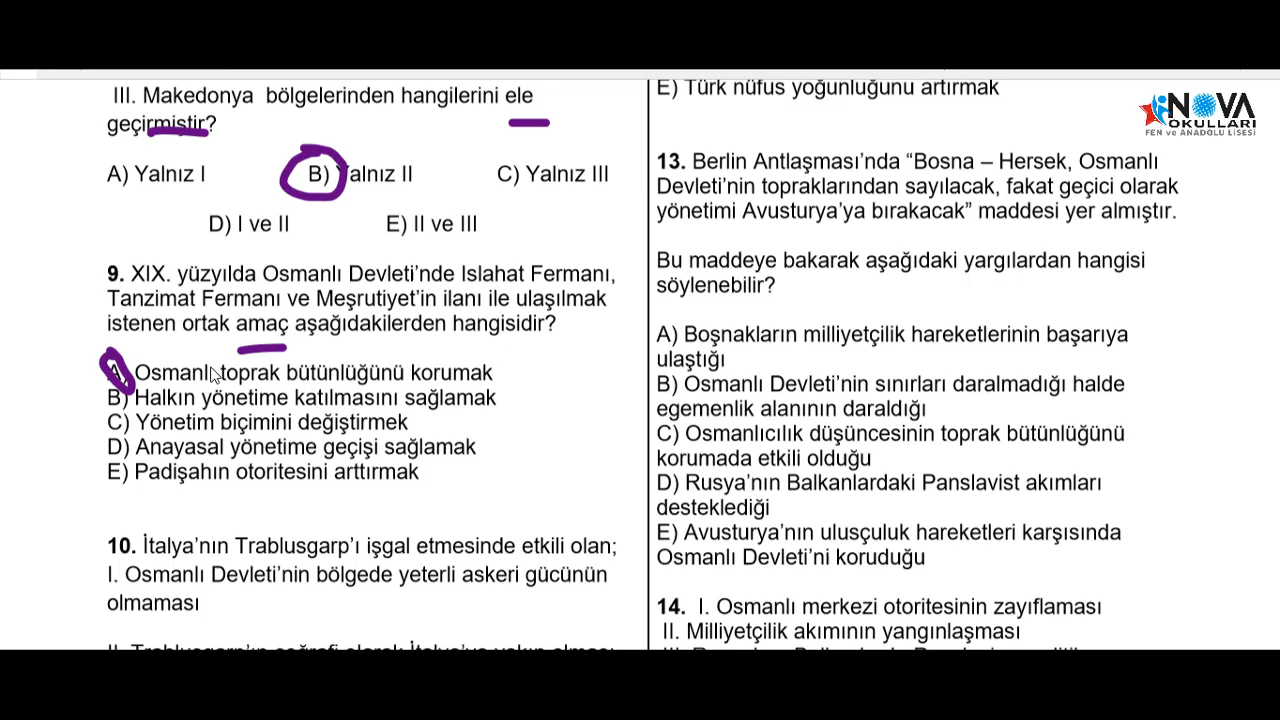 III. Makedonya bölgelerinden hangilerini ele
geçirmiştir?
A) Yalnız I B) Yalnız II C) Yalnız III
D) I ve II E) II ve III
9. XIX. yüzyılda Osmanlı Devleti’nde Islahat Fermanı,
Tanzimat Fermanı ve Meşrutiyet’in ilanı ile ulaşılmak
istenen ortak amaç aşağıdakilerden hangisidir?
A) Osmanlı toprak bütünlüğünü korumak
B) Halkın yönetime katılmasını sağlamak
C) Yönetim biçimini değiştirmek
D) Anayasal yönetime geçişi sağlamak
E) Padişahın otoritesini arttırmak
10. İtalya’nın Trablusgarp’ı işgal etmesinde etkili olan;
I. Osmanlı Devleti’nin bölgede yeterli askeri gücünün
olmaması
E) Türk nüfus yoğunluğunu artırmak
13. Berlin Antlaşması’nda “Bosna – Hersek, Osmanlı
Devleti’nin topraklarından sayılacak, fakat geçici olarak
yönetimi Avusturya’ya bırakacak” maddesi yer almıştır.
Bu maddeye bakarak aşağıdaki yargılardan hangisi
söylenebilir?
A) Boşnakların milliyetçilik hareketlerinin başarıya
ulaştığı
B) Osmanlı Devleti’nin sınırları daralmadığı halde
egemenlik alanının daraldığı
C) Osmanlıcılık düşüncesinin toprak bütünlüğünü
korumada etkili olduğu
D) Rusya’nın Balkanlardaki Panslavist akımları
desteklediği
E) Avusturya’nın ulusçuluk hareketleri karşısında
Osmanlı Devleti’ni koruduğu
14. I. Osmanlı merkezi otoritesinin zayıflaması
II. Milliyetçilik akımının yangınlaşması
NOVA
OKULLARI
FEN ve ANADOLU LİSESİ